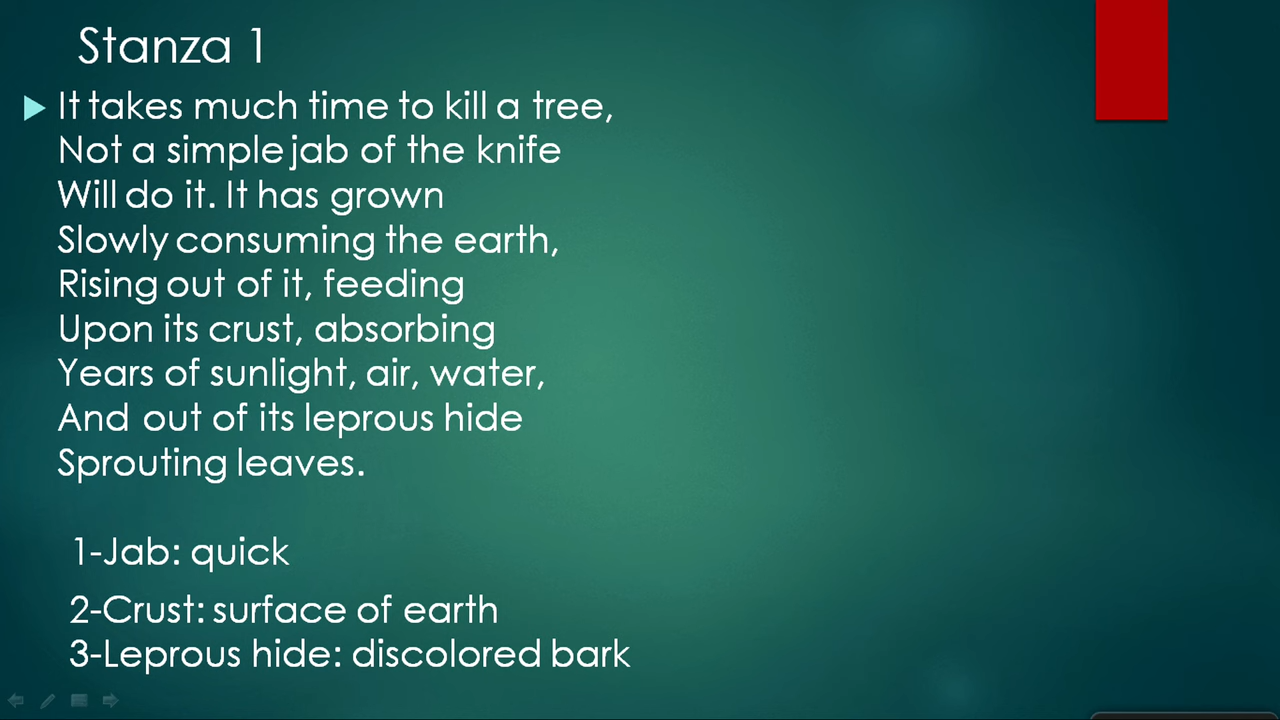 Stanza 1
It takes much time to kill a tree,
Not a simple jab of the knife
Will do it. It has grown
Slowly consuming the earth,
Rising out of it, feeding
Upon its crust, absorbing
Years of sunlight, air, water,
And out of its leprous hide
Sprouting leaves.
1-Jab: quick
2-Crust: surface of earth
3-Leprous hide: discolored bark